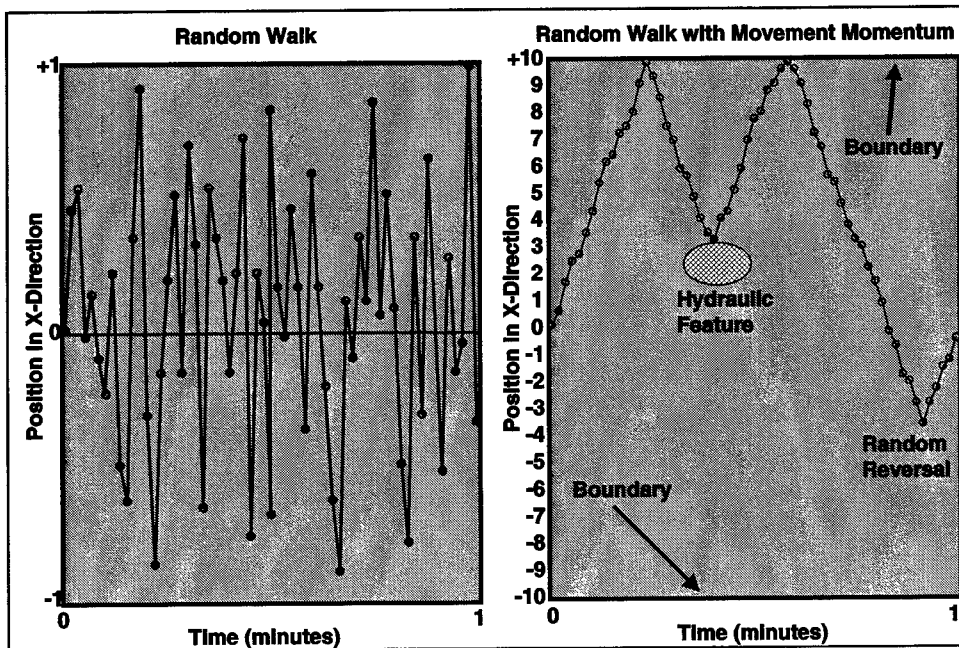 Random Walk
+1
0
-1
Position in X-Direction
0
1
Time (minutes)
Random Walk with Movement Momentum
+10
9
8
7
6
5
4
3
2
1
0
-1
-2
-3
-4
-5
-6
-7
-8
-9
-10
Position in X-Direction
Boundary
Hydraulic
Feature
Random
Reversal
Boundary
0
1
Time (minutes)